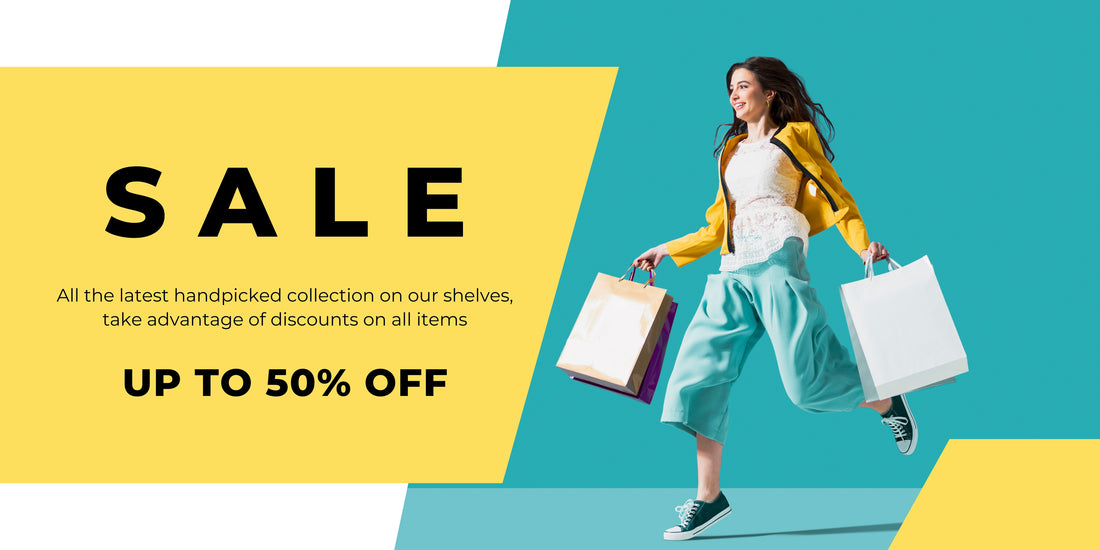 SALE
All the latest handpicked collection on our shelves,
take advantage of discounts on all items
UP TO 50% OFF